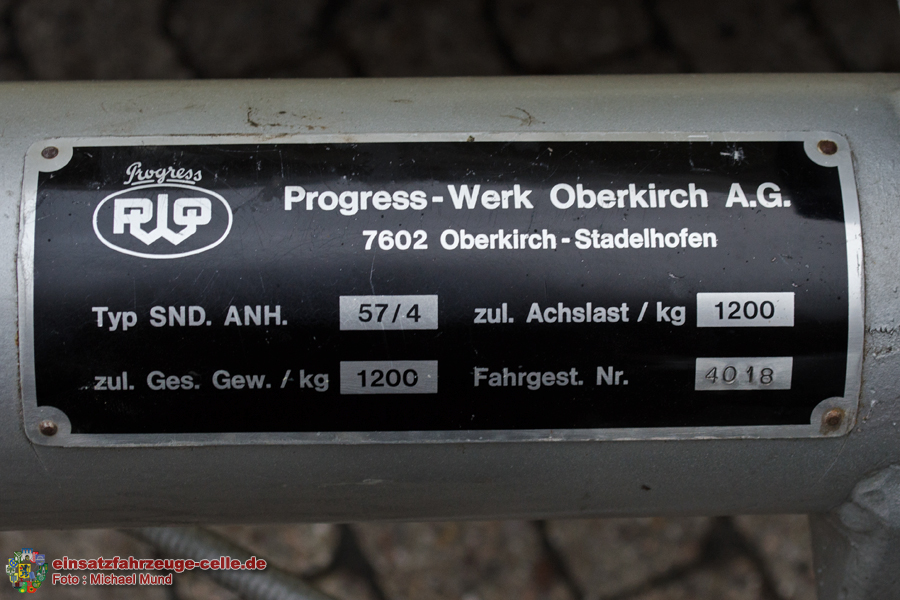 Progress
PWO
Progress-Werk Oberkirch A.G.
7602 Oberkirch-Stadelhofen
Typ SND. ANH. 57/4 zul. Achslast / kg 1200
zul. Ges. Gew. / kg 1200 Fahrgest. Nr. 4018
einsatzfahrzeuge-celle.de
Foto : Michael Mund